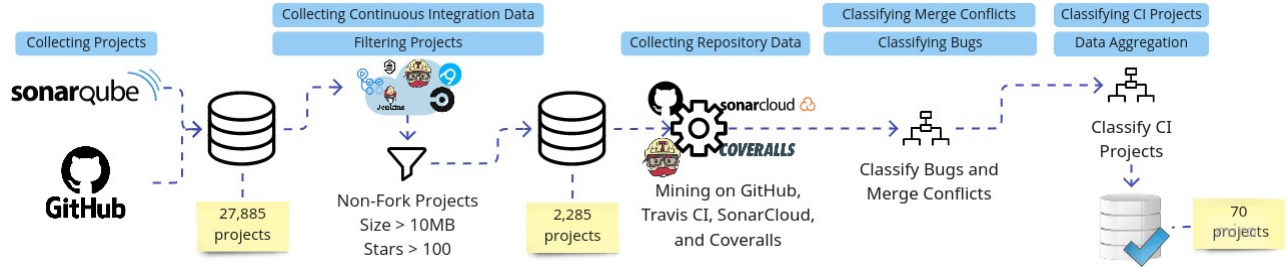 Collecting Projects
Collecting Continuous Integration Data
Filtering Projects
Collecting Repository Data
Classifying Merge Conflicts
Classifying Bugs
Classifying CI Projects
Data Aggregation
sonarqube
GitHub
27,885
projects
Jenkins
Non-Fork Projects
Size > 10MB
Stars > 100
2,285
projects
sonarcloud
COVERALLS
Mining on GitHub,
Travis CI, SonarCloud,
and Coveralls
Classify Bugs and
Merge Conflicts
Classify CI
Projects
70
projects